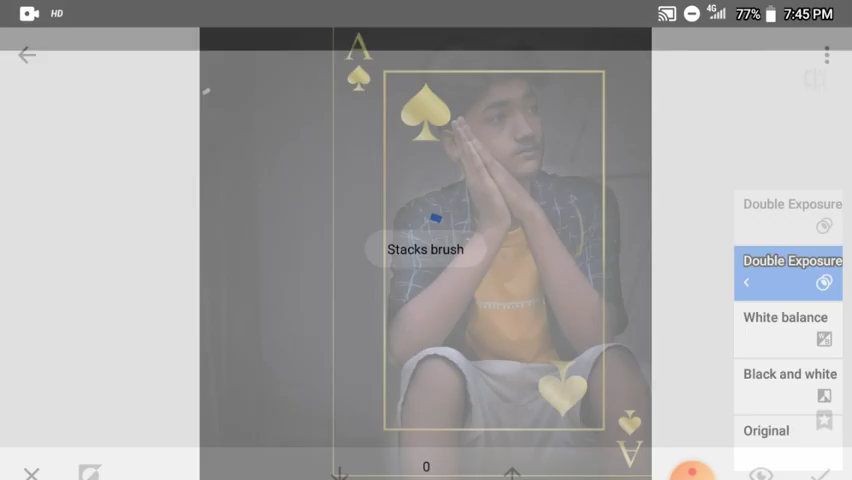 HD
4G
77%
7:45 PM
A
Double Exposure
Double Exposure
Stacks brush
White balance
Black and white
Original
A
0